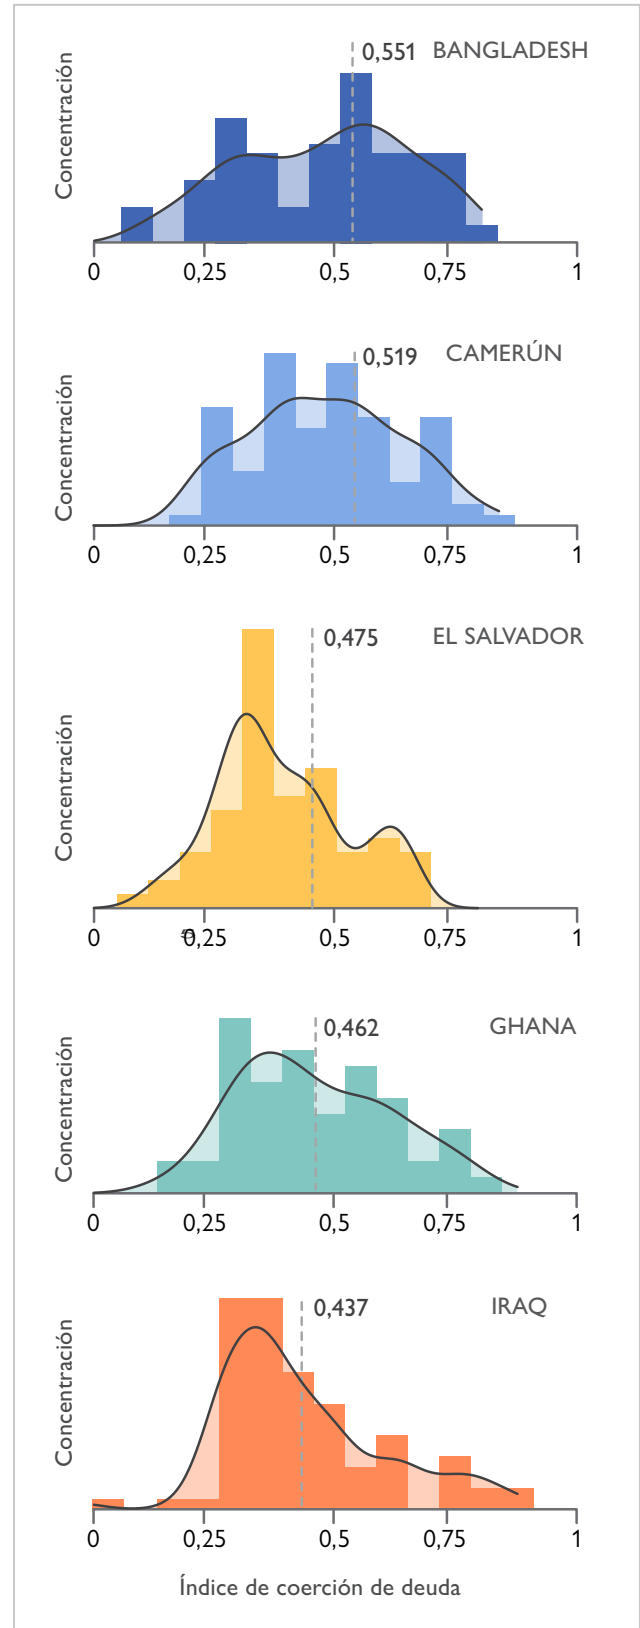 0,551 BANGLADESH
Concentración
0 0,25 0,5 0,75 1
0,519 CAMERÚN
Concentración
0 0,25 0,5 0,75 1
0,475 EL SALVADOR
Concentración
0 0,25 0,5 0,75 1
0,462 GHANA
Concentración
0 0,25 0,5 0,75 1
0,437 IRAQ
Concentración
0 0,25 0,5 0,75 1
Índice de coerción de deuda